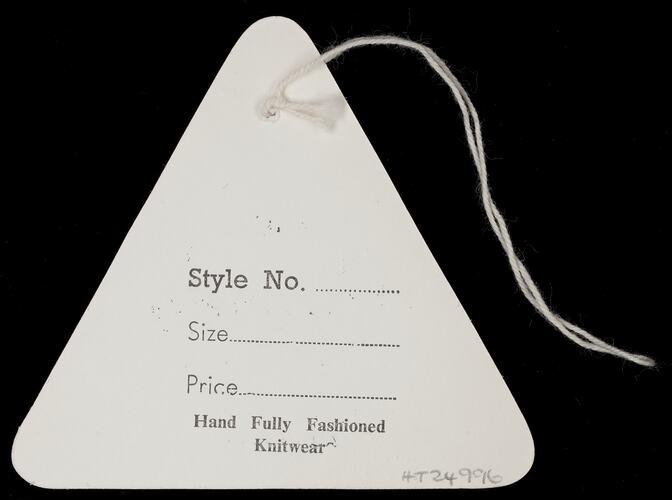 Style No. ..................
Size..............................
Price............................
Hand Fully Fashioned
Knitwear
HT24996